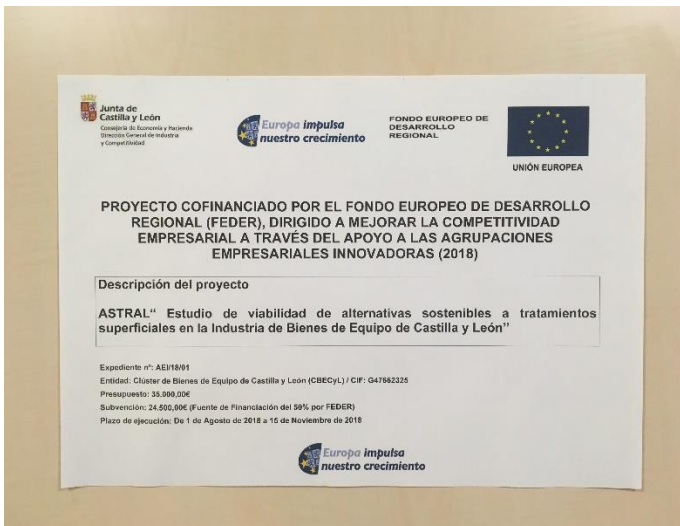 Junta de
Castilla y León
Consejería de Economía y Hacienda
Dirección General de Industria
y Competitividad
Europa impulsa
nuestro crecimiento
FONDO EUROPEO DE
DESARROLLO
REGIONAL
UNIÓN EUROPEA
PROYECTO COFINANCIADO POR EL FONDO EUROPEO DE DESARROLLO
REGIONAL (FEDER), DIRIGIDO A MEJORAR LA COMPETITIVIDAD
EMPRESARIAL A TRAVÉS DEL APOYO A LAS AGRUPACIONES
EMPRESARIALES INNOVADORAS (2018)
Descripción del proyecto
ASTRAL“ Estudio de viabilidad de alternativas sostenibles a tratamientos
superficiales en la Industria de Bienes de Equipo de Castilla y León”
Expediente nº: AEI/18/01
Entidad: Clúster de Bienes de Equipo de Castilla y León (CBECyL) / CIF: G47662325
Presupuesto: 35.000,00€
Subvención: 24.500,00€ (Fuente de Financiación del 50% por FEDER)
Plazo de ejecución: De 1 de Agosto de 2018 a 15 de Noviembre de 2018
Europa impulsa
nuestro crecimiento